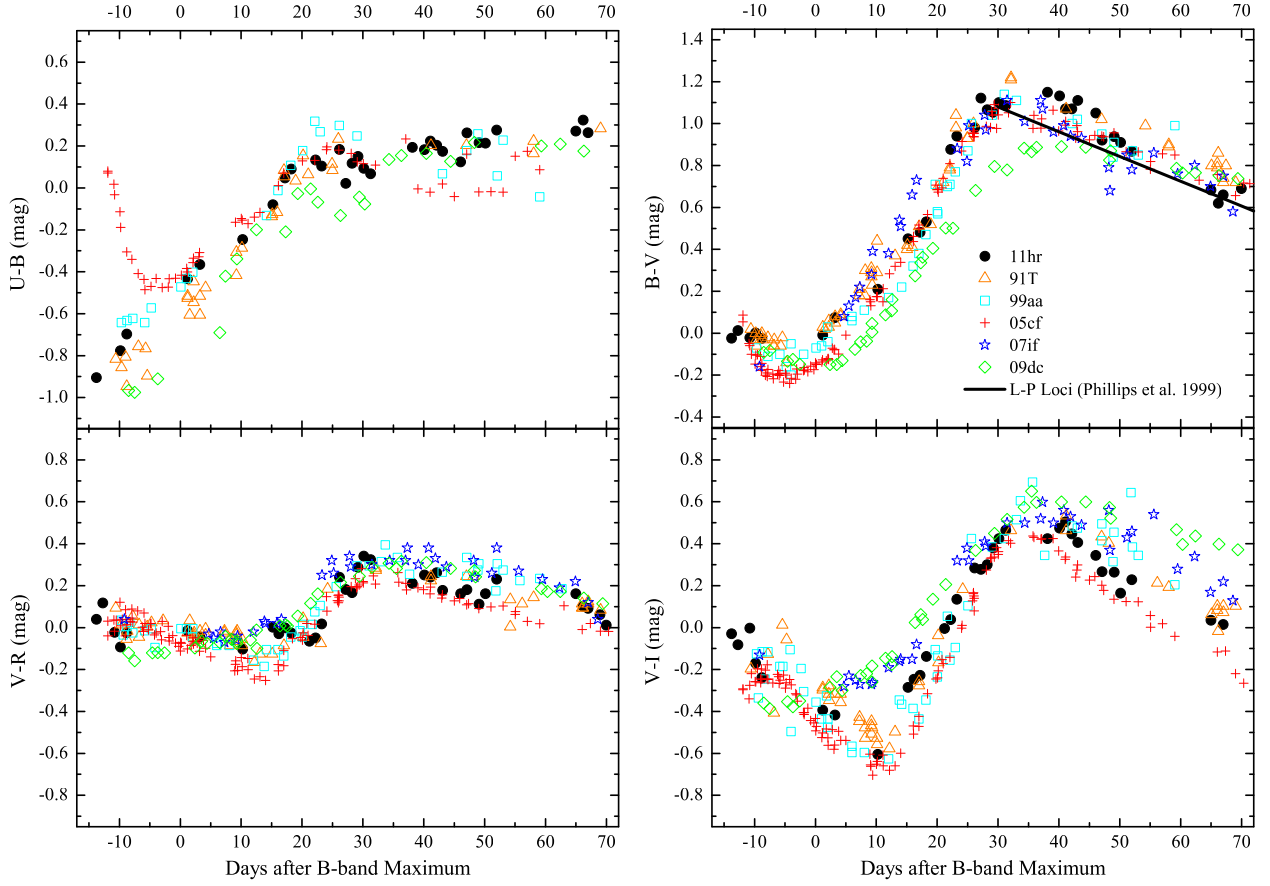 -10 0 10 20 30 40 50 60 70
-10 0 10 20 30 40 50 60 70
0.6
0.4
0.2
0.0
-0.2
-0.4
-0.6
-0.8
-1.0
U-B (mag)
1.4
1.2
1.0
0.8
0.6
0.4
0.2
0.0
-0.2
-0.4
B-V (mag)
11hr
91T
99aa
05cf
07if
09dc
L-P Loci (Phillips et al. 1999)
0.8
0.6
0.4
0.2
0.0
-0.2
-0.4
-0.6
-0.8
V-R (mag)
-10 0 10 20 30 40 50 60 70
Days after B-band Maximum
0.8
0.6
0.4
0.2
0.0
-0.2
-0.4
-0.6
-0.8
V-I (mag)
-10 0 10 20 30 40 50 60 70
Days after B-band Maximum